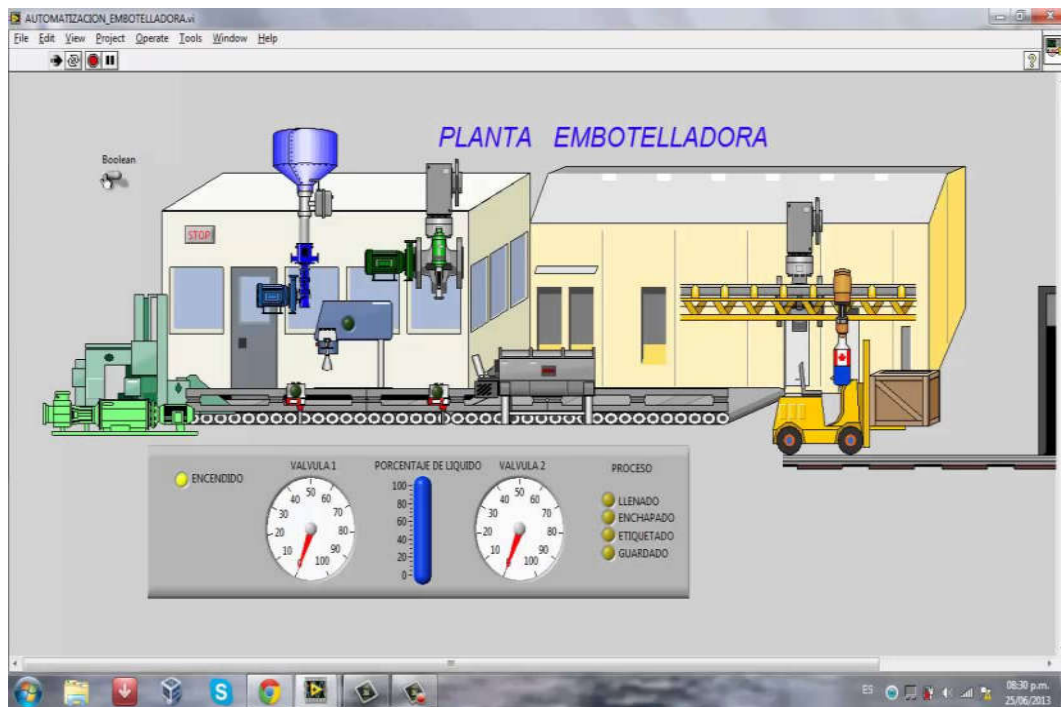 AUTOMATIZACION_EMBOTELLADORA.vi
File Edit View Project Operate Tools Window Help
PLANTA EMBOTELLADORA
Boolean
STOP
ENCENDIDO
VALVULA 1
0 10 20 30 40 50 60 70 80 90 100
PORCENTAJE DE LIQUIDO
100
80
60
40
20
0
VALVULA 2
0 10 20 30 40 50 60 70 80 90 100
PROCESO
LLENADO
ENCHAPADO
ETIQUETADO
GUARDADO
ES
08:30 p.m.
25/06/2013